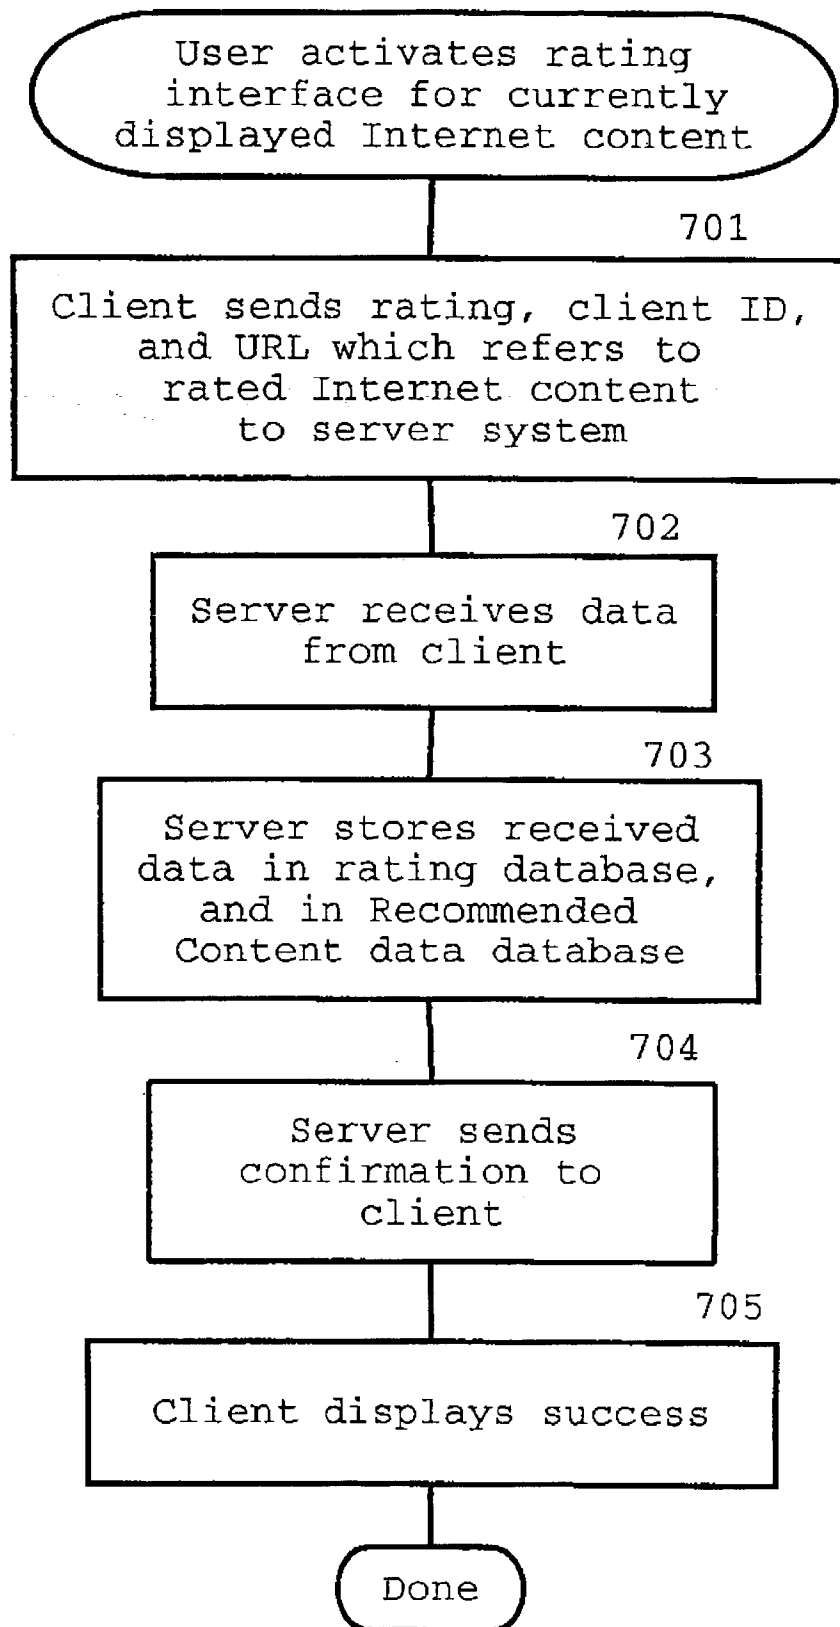 User activates rating
interface for currently
displayed Internet content
701
Client sends rating, client ID,
and URL which refers to
rated Internet content
to server system
702
Server receives data
from client
703
Server stores received
data in rating database,
and in Recommended
Content data database
704
Server sends
confirmation to
client
705
Client displays success
Done